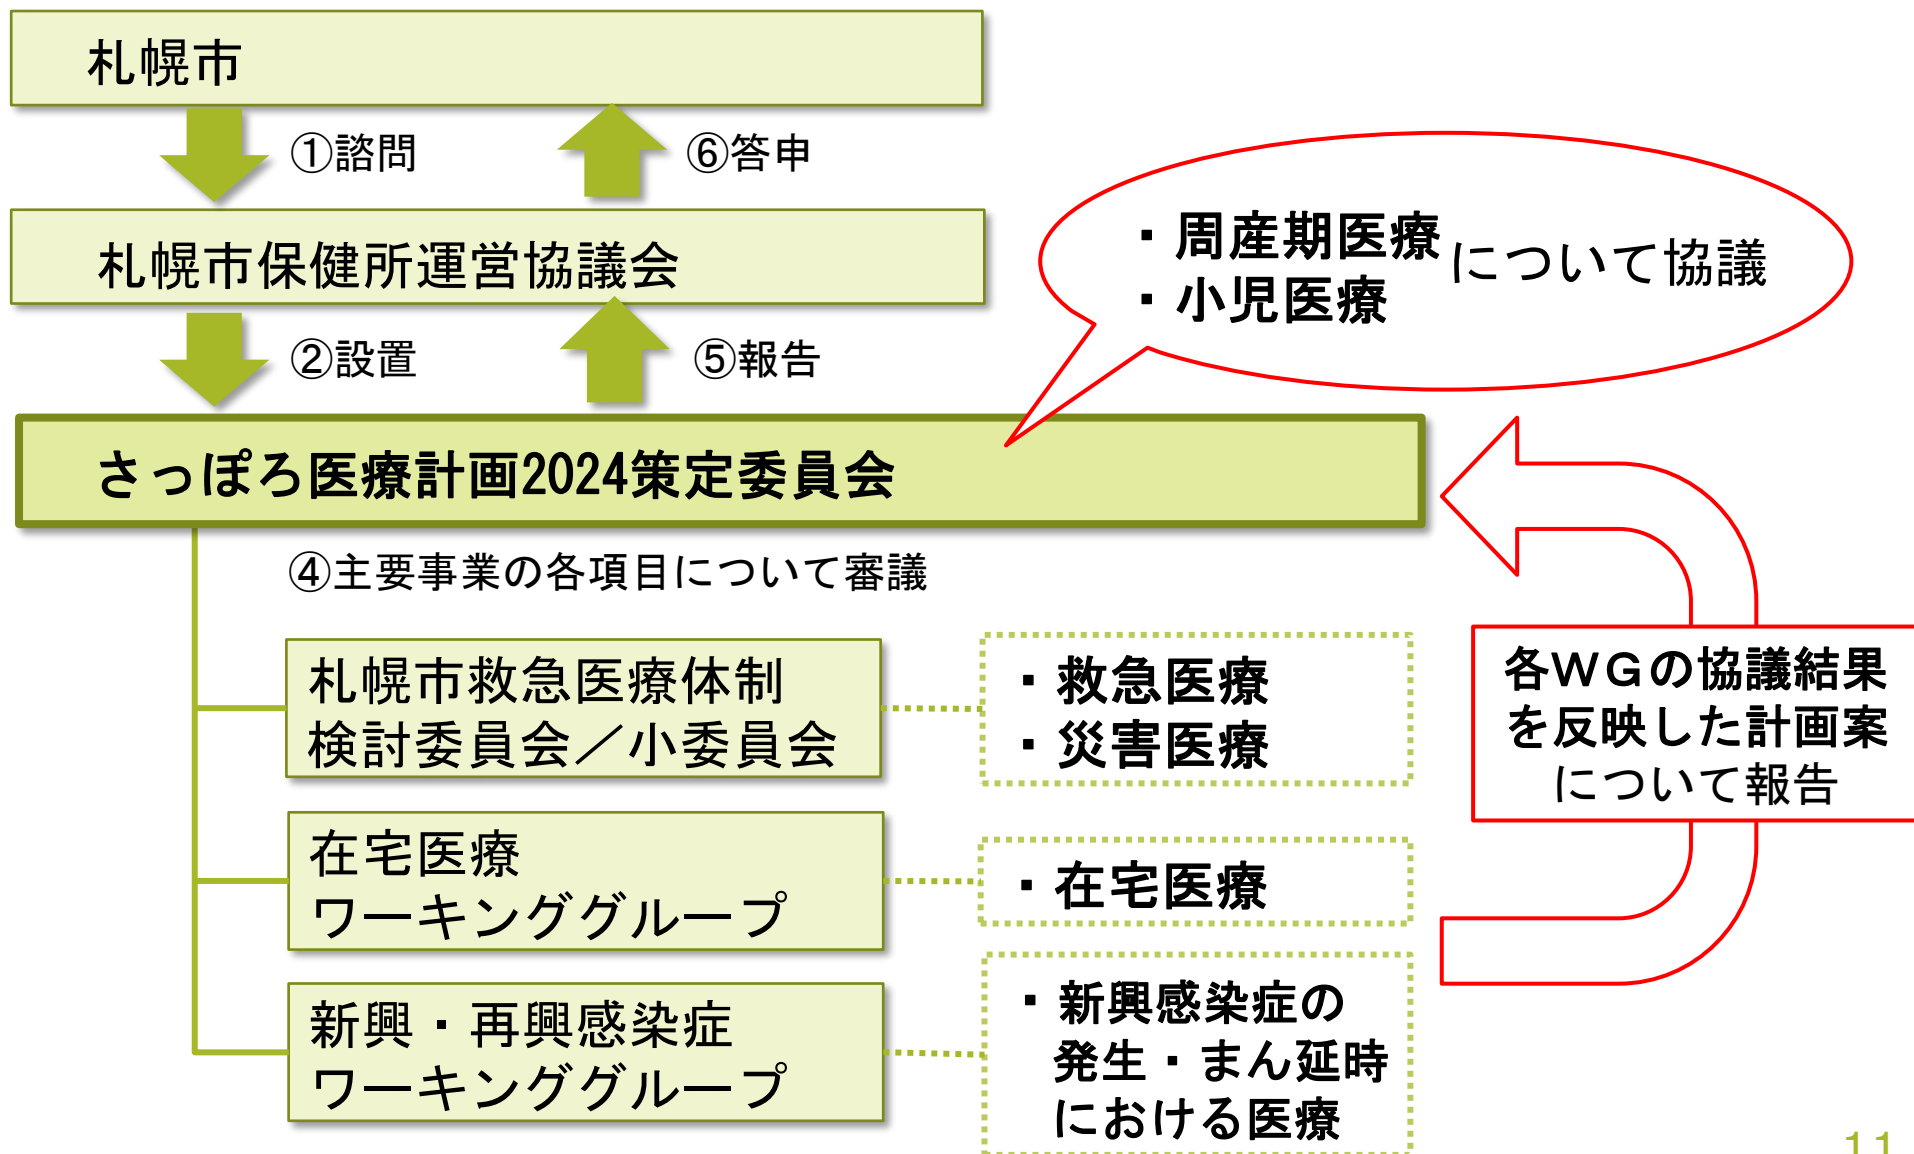 札幌市
①諮問
⑥答申
札幌市保健所運営協議会
・周産期医療
・小児医療
について協議
②設置
⑤報告
さっぽろ医療計画2024策定委員会
④主要事業の各項目について審議
札幌市救急医療体制
検討委員会／小委員会
・救急医療
・災害医療
各ＷＧの協議結果
を反映した計画案
について報告
在宅医療
ワーキンググループ
・在宅医療
新興・再興感染症
ワーキンググループ
・新興感染症の
発生・まん延時
における医療
11